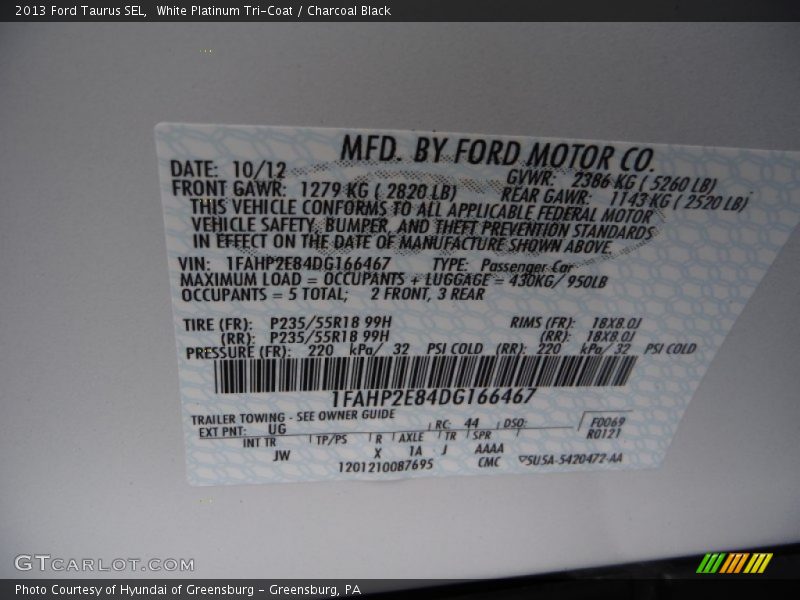 2013 Ford Taurus SEL,  White Platinum Tri-Coat / Charcoal Black
MFD. BY FORD MOTOR CO.
DATE: 10/12 GVWR: 2386 KG ( 5260 LB)
FRONT GAWR: 1279 KG ( 2820 LB) REAR GAWR: 1143 KG ( 2520 LB)
THIS VEHICLE CONFORMS TO ALL APPLICABLE FEDERAL MOTOR
VEHICLE SAFETY, BUMPER, AND THEFT PREVENTION STANDARDS
IN EFFECT ON THE DATE OF MANUFACTURE SHOWN ABOVE.
VIN: 1FAHP2E84DG166467 TYPE: Passenger Car
MAXIMUM LOAD = OCCUPANTS + LUGGAGE = 430KG/ 950LB
OCCUPANTS = 5 TOTAL; 2 FRONT, 3 REAR
TIRE (FR): P235/55R18 99H RIMS (FR): 18X8.0J
(RR): P235/55R18 99H (RR): 18X8.0J
PRESSURE (FR): 220 kPa/ 32 PSI COLD (RR): 220 kPa/ 32 PSI COLD
1FAHP2E84DG166467
TRAILER TOWING - SEE OWNER GUIDE
EXT PNT: UG RC: 44 DSO: F0069
R0121
INT TR TP/PS R AXLE TR SPR
JW X 1A J AAAA
1201210087695 CMC ▽SU5A-5420472-AA
GTCARLOT.COM
Photo Courtesy of Hyundai of Greensburg - Greensburg, PA